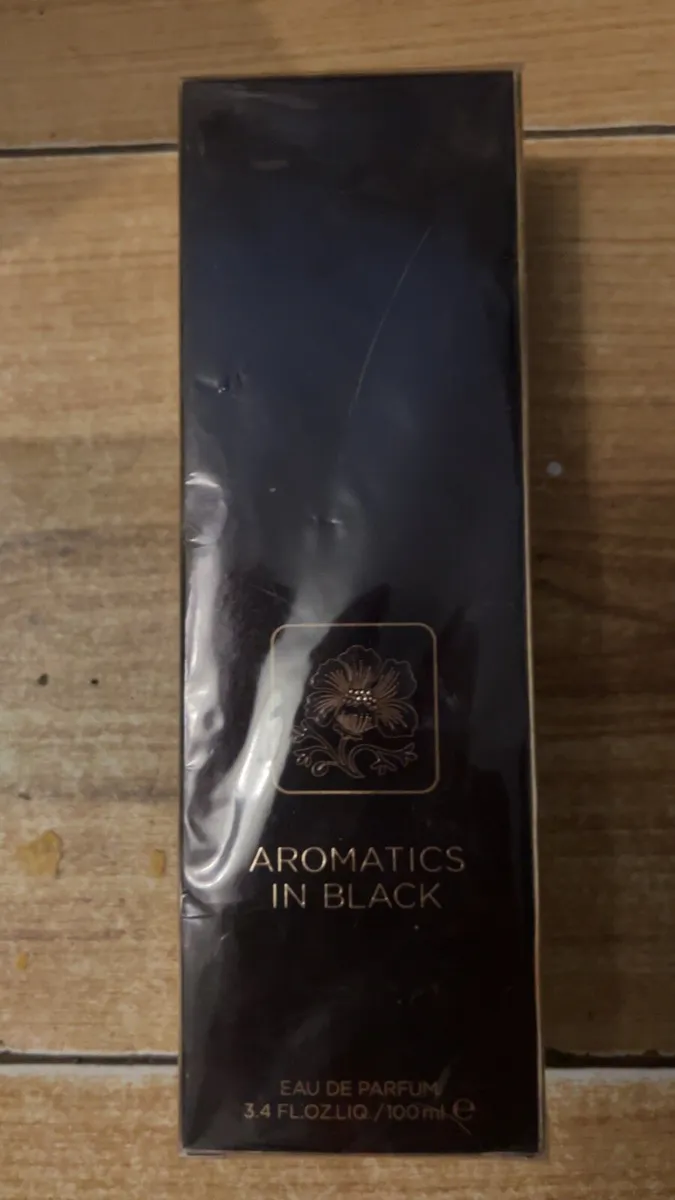 AROMATICS
IN BLACK
EAU DE PARFUM
3.4 FL.OZ.LIQ./100 ml ℮